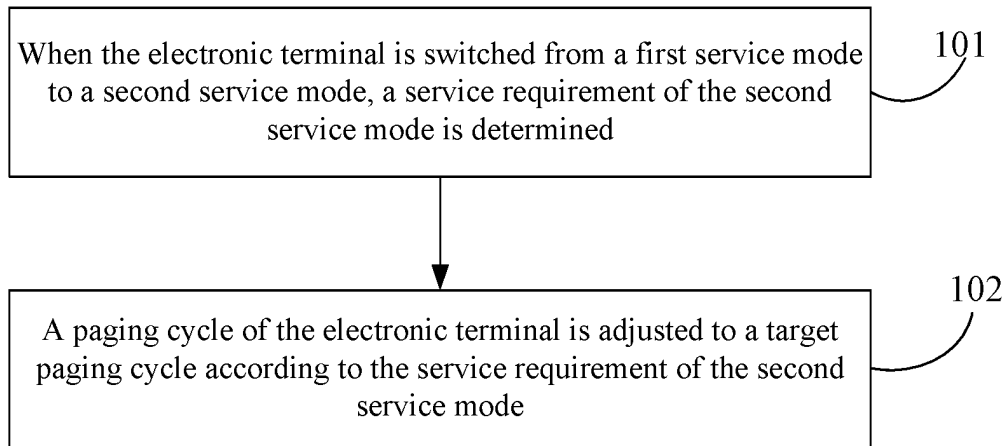 When the electronic terminal is switched from a first service mode
to a second service mode, a service requirement of the second
service mode is determined
101
A paging cycle of the electronic terminal is adjusted to a target
paging cycle according to the service requirement of the second
service mode
102